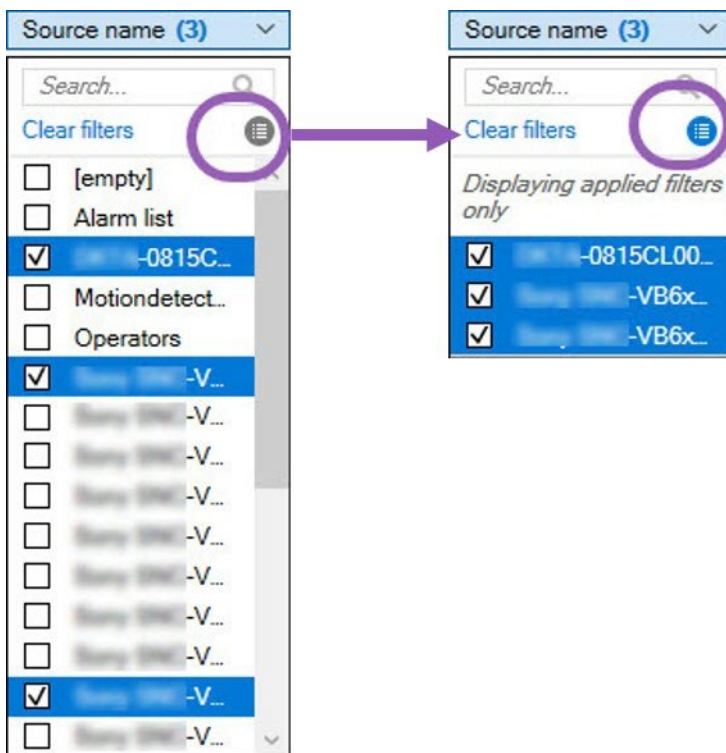 Source name (3)
Search...
Clear filters
[empty]
Alarm list
-0815C...
Motiondetect...
Operators
-V...
-V...
-V...
-V...
-V...
-V...
-V...
-V...
-V...
-V...
Source name (3)
Search...
Clear filters
Displaying applied filters
only
-0815CL00...
-VB6x...
-VB6x...